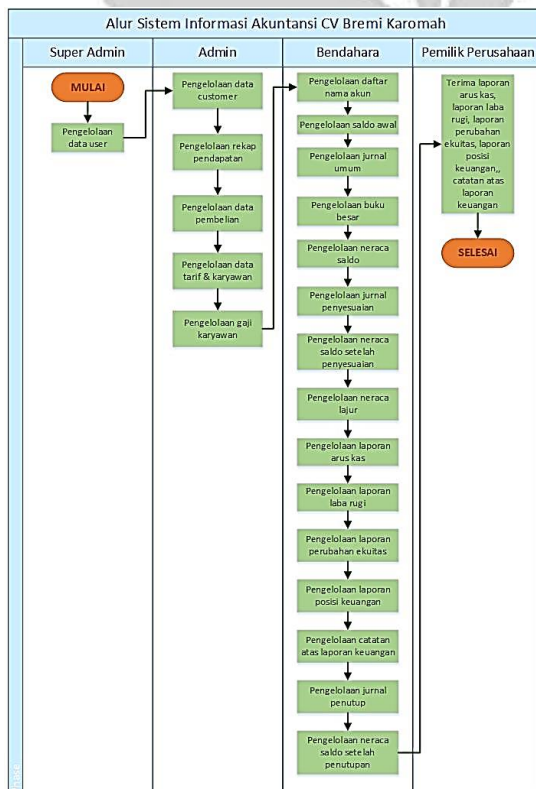 Alur Sistem Informasi Akuntansi CV Bremi Karomah
Super Admin
Admin
Bendahara
Pemilik Perusahaan
MULAI
Pengelolaan
data user
Pengelolaan data
customer
Pengelolaan rekap
pendapatan
Pengelolaan data
pembelian
Pengelolaan data
tarif & karyawan
Pengelolaan gaji
karyawan
Pengelolaan daftar
nama akun
Pengelolaan saldo awal
Pengelolaan jurnal
umum
Pengelolaan buku
besar
Pengelolaan neraca
saldo
Pengelolaan jurnal
penyesuaian
Pengelolaan neraca
saldo setelah
penyesuaian
Pengelolaan neraca
lajur
Pengelolaan laporan
arus kas
Pengelolaan laporan
laba rugi
Pengelolaan laporan
perubahan ekuitas
Pengelolaan laporan
posisi keuangan
Pengelolaan catatan
atas laporan keuangan
Pengelolaan jurnal
penutup
Pengelolaan neraca
saldo setelah
penutupan
Terima laporan
arus kas,
laporan laba
rugi, laporan
perubahan
ekuitas, laporan
posisi
keuangan,,
catatan atas
laporan
keuangan
SELESAI